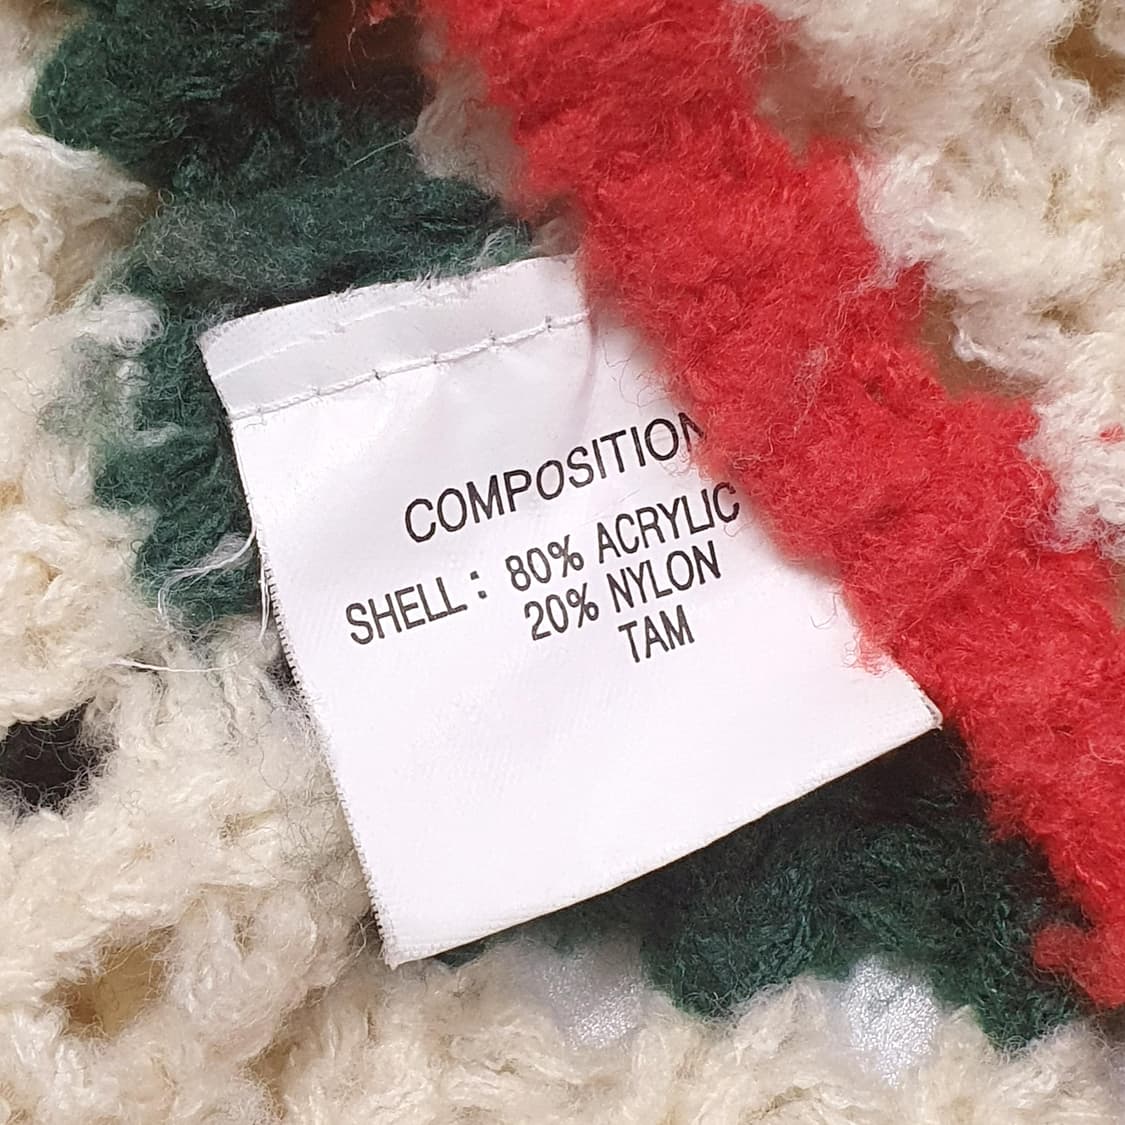 COMPOSITION
SHELL : 80% ACRYLIC
20% NYLON
TAM